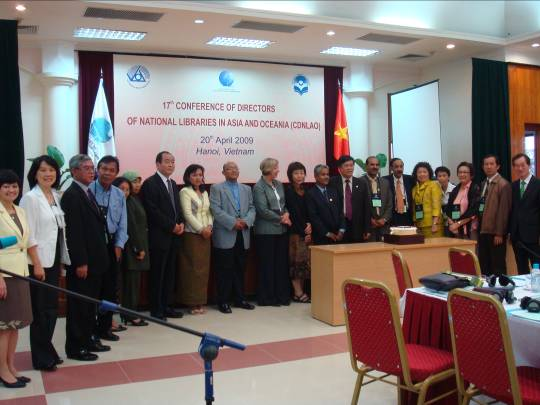 17th CONFERENCE OF DIRECTORS
OF NATIONAL LIBRARIES IN ASIA AND OCEANIA (CDNLAO)
20th April 2009
Hanoi, Vietnam